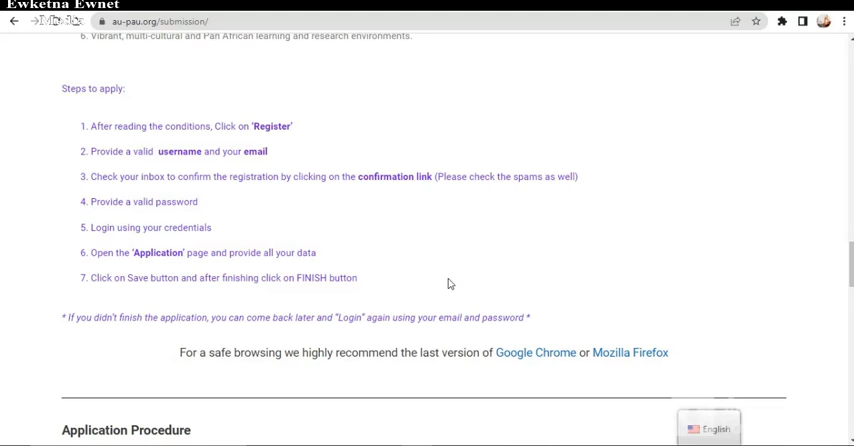 Ewketna Ewnet
au-pau.org/submission/
6. Vibrant, multi-cultural and Pan African learning and research environments.
Steps to apply:
1. After reading the conditions, Click on ‘Register’
2. Provide a valid username and your email
3. Check your inbox to confirm the registration by clicking on the confirmation link (Please check the spams as well)
4. Provide a valid password
5. Login using your credentials
6. Open the ‘Application’ page and provide all your data
7. Click on Save button and after finishing click on FINISH button
* If you didn’t finish the application, you can come back later and “Login” again using your email and password *
For a safe browsing we highly recommend the last version of Google Chrome or Mozilla Firefox
Application Procedure
English